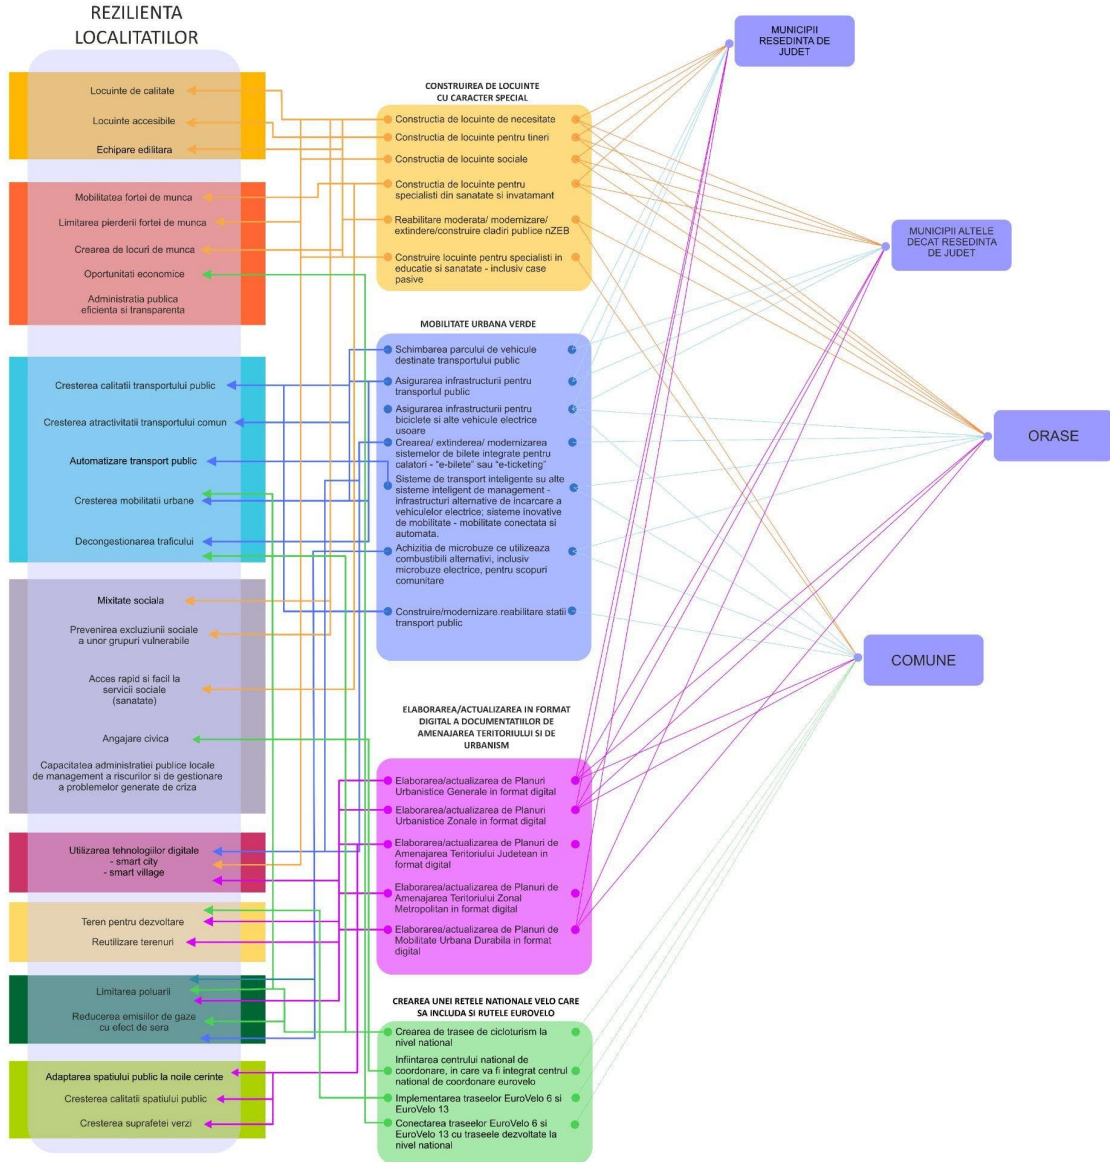 REZILIENTA
LOCALITATILOR
Locuinte de calitate
Locuinte accesibile
Echipare edilitara
Mobilitatea fortei de munca
Limitarea pierderii fortei de munca
Crearea de locuri de munca
Oportunitati economice
Administratia publica
eficienta si transparenta
Cresterea calitatii transportului public
Cresterea atractivitatii transportului comun
Automatizare transport public
Cresterea mobilitatii urbane
Decongestionarea traficului
Mixitate sociala
Prevenirea excluziunii sociale
a unor grupuri vulnerabile
Acces rapid si facil la
servicii sociale
(sanatate)
Angajare civica
Capacitatea administratiei publice locale
de management a riscurilor si de gestionare
a problemelor generate de criza
Utilizarea tehnologiilor digitale
- smart city
- smart village
Teren pentru dezvoltare
Reutilizare terenuri
Limitarea poluarii
Reducerea emisiilor de gaze
cu efect de sera
Adaptarea spatiului public la noile cerinte
Cresterea calitatii spatiului public
Cresterea suprafetei verzi
CONSTRUIREA DE LOCUINTE
CU CARACTER SPECIAL
Constructia de locuinte de necesitate
Constructia de locuinte pentru tineri
Constructia de locuinte sociale
Constructia de locuinte pentru
specialisti din sanatate si invatamant
Reabilitare moderata/ modernizare/
extindere/construire cladiri publice nZEB
Construire locuinte pentru specialisti in
educatie si sanatate - inclusiv case
pasive
MOBILITATE URBANA VERDE
Schimbarea parcului de vehicule
destinate transportului public
Asigurarea infrastructurii pentru
transportul public
Asigurarea infrastructurii pentru
biciclete si alte vehicule electrice
usoare
Crearea/ extinderea/ modernizarea
sistemelor de bilete integrate pentru
calatori - "e-bilete" sau "e-ticketing"
Sisteme de transport inteligente su alte
sisteme inteligent de management -
infrastructuri alternative de incarcare a
vehiculelor electrice; sisteme inovative
de mobilitate - mobilitate conectata si
automata.
Achizitia de microbuze ce utilizeaza
combustibili alternativi, inclusiv
microbuze electrice, pentru scopuri
comunitare
Construire/modernizare.reabilitare statii
transport public
ELABORAREA/ACTUALIZAREA IN FORMAT
DIGITAL A DOCUMENTATIILOR DE
AMENAJAREA TERITORIULUI SI DE
URBANISM
Elaborarea/actualizarea de Planuri
Urbanistice Generale in format digital
Elaborarea/actualizarea de Planuri
Urbanistice Zonale in format digital
Elaborarea/actualizarea de Planuri de
Amenajarea Teritoriului Judetean in
format digital
Elaborarea/actualizarea de Planuri de
Amenajarea Teritoriului Zonal
Metropolitan in format digital
Elaborarea/actualizarea de Planuri de
Mobilitate Urbana Durabila in format
digital
CREAREA UNEI RETELE NATIONALE VELO CARE
SA INCLUDA SI RUTELE EUROVELO
Crearea de trasee de cicloturism la
nivel national
Infiintarea centrului national de
coordonare, in care va fi integrat centrul
national de coordonare eurovelo
Implementarea traseelor EuroVelo 6 si
EuroVelo 13
Conectarea traseelor EuroVelo 6 si
EuroVelo 13 cu traseele dezvoltate la
nivel national
MUNICIPII
RESEDINTA DE
JUDET
MUNICIPII ALTELE
DECAT RESEDINTA
DE JUDET
ORASE
COMUNE